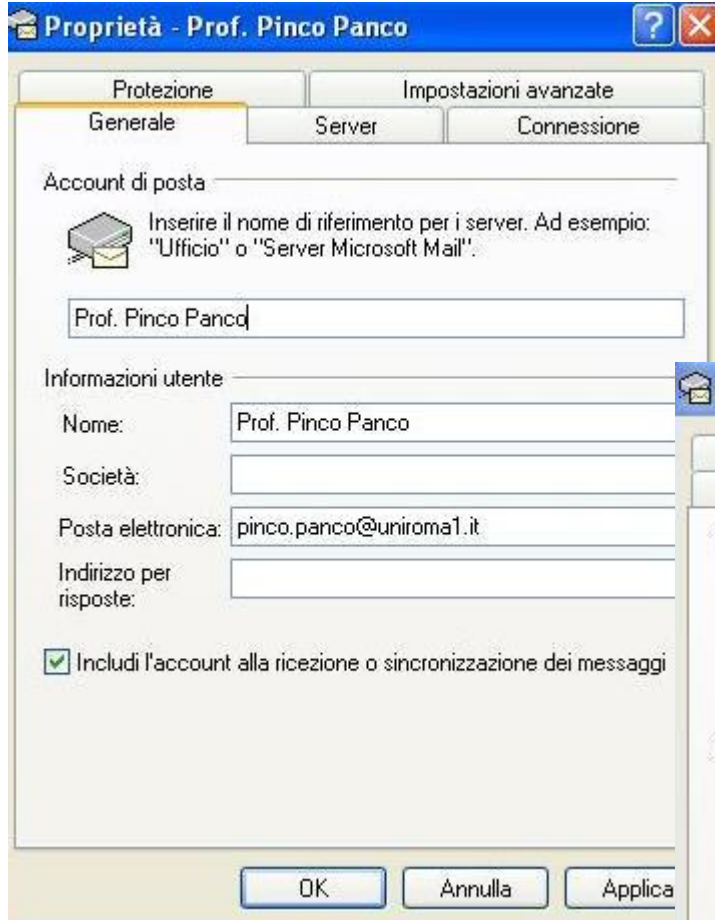 Proprietà - Prof. Pinco Panco
Protezione
Impostazioni avanzate
Generale
Server
Connessione
Account di posta
Inserire il nome di riferimento per i server. Ad esempio:
"Ufficio" o "Server Microsoft Mail".
Prof. Pinco Panco
Informazioni utente
Nome: Prof. Pinco Panco
Società:
Posta elettronica: pinco.panco@uniroma1.it
Indirizzo per
risposte:
Includi l'account alla ricezione o sincronizzazione dei messaggi
OK
Annulla
Applica